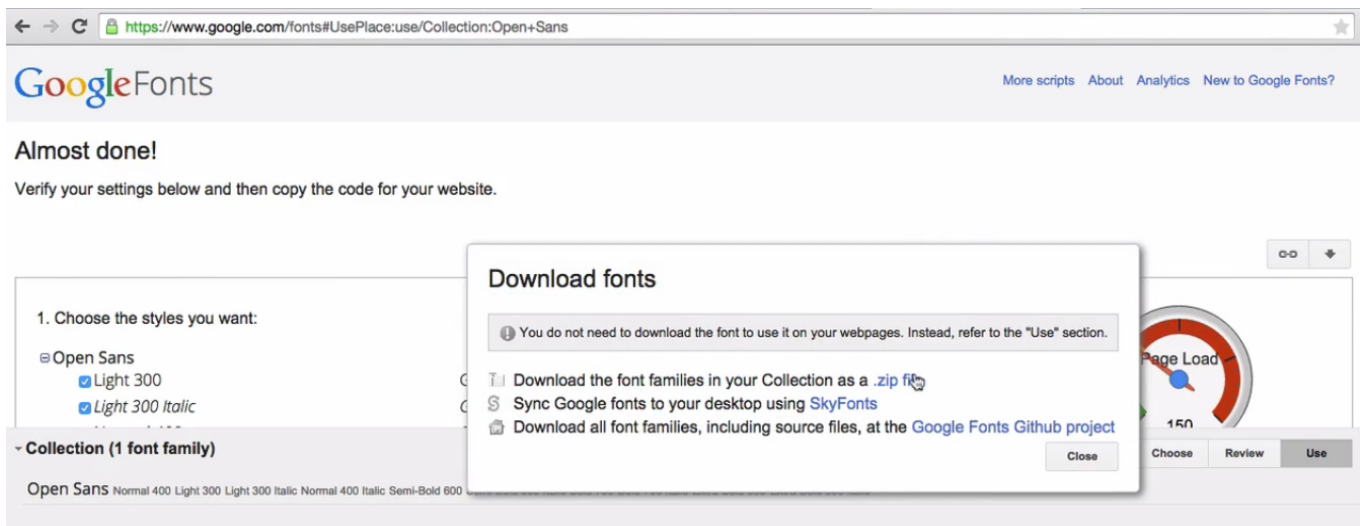 https://www.google.com/fonts#UsePlace:use/Collection:Open+Sans
Google Fonts
More scripts About Analytics New to Google Fonts?
Almost done!
Verify your settings below and then copy the code for your website.
Download fonts
You do not need to download the font to use it on your webpages. Instead, refer to the "Use" section.
Download the font families in your Collection as a .zip file
Sync Google fonts to your desktop using SkyFonts
Download all font families, including source files, at the Google Fonts Github project
Close
1. Choose the styles you want:
Open Sans
Light 300
Light 300 Italic
Page Load
150
Collection (1 font family)
Choose Review Use
Open Sans Normal 400 Light 300 Light 300 Italic Normal 400 Italic Semi-Bold 600